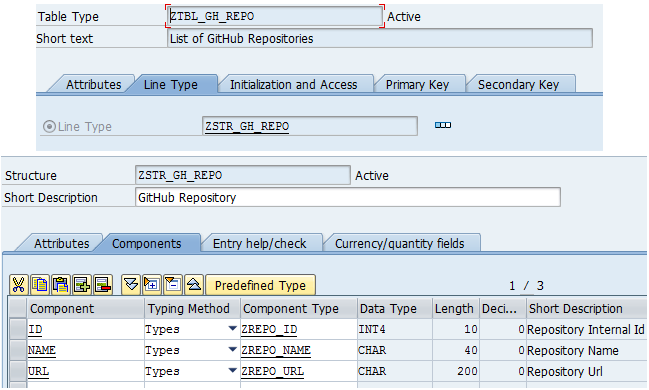 Table Type ZTBL_GH_REPO Active
Short text List of GitHub Repositories
Attributes Line Type Initialization and Access Primary Key Secondary Key
Line Type ZSTR_GH_REPO
Structure ZSTR_GH_REPO Active
Short Description GitHub Repository
Attributes Components Entry help/check Currency/quantity fields
Predefined Type 1 / 3
Component Typing Method Component Type Data Type Length Deci... Short Description
ID Types ZREPO_ID INT4 10 0 Repository Internal Id
NAME Types ZREPO_NAME CHAR 40 0 Repository Name
URL Types ZREPO_URL CHAR 200 0 Repository Url